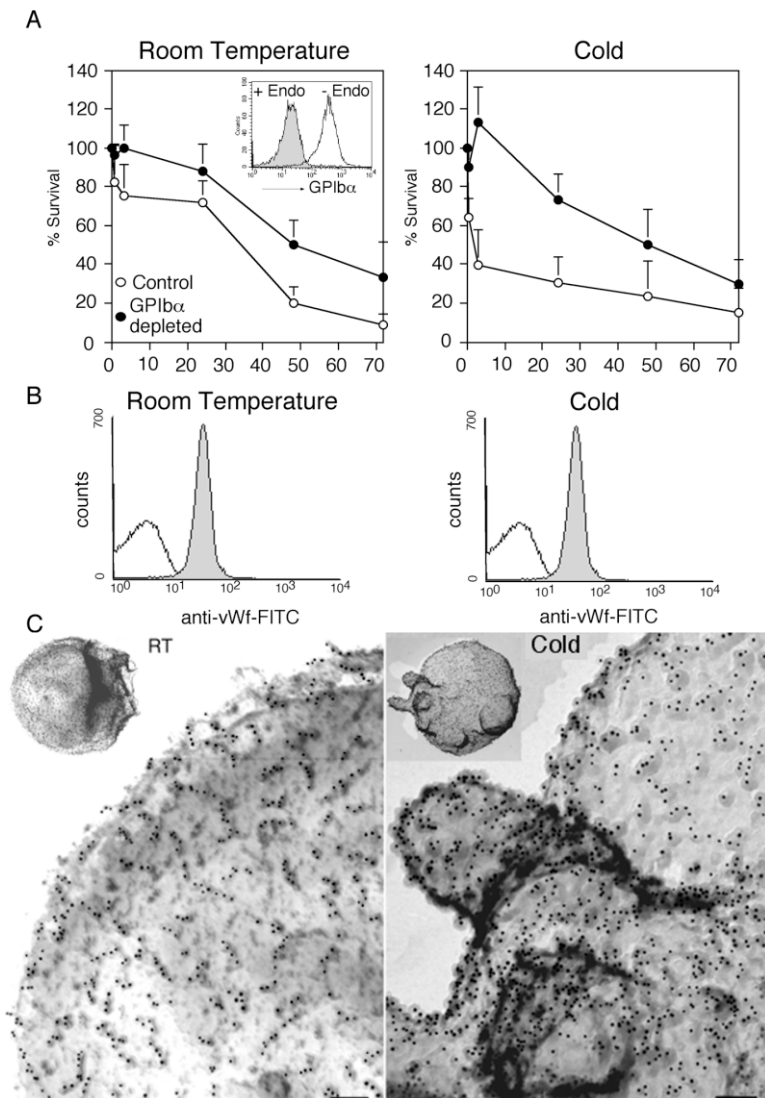 A
Room Temperature
Cold
140
120
100
80
60
40
20
0
% Survival
0 10 20 30 40 50 60 70
Control
GPIbα
depleted
+ Endo
- Endo
Counts
GPIbα
140
120
100
80
60
40
20
0
% Survival
0 10 20 30 40 50 60 70
B
Room Temperature
Cold
700
counts
0
10⁰ 10¹ 10² 10³ 10⁴
anti-vWf-FITC
700
counts
0
10⁰ 10¹ 10² 10³ 10⁴
anti-vWf-FITC
C
RT
Cold